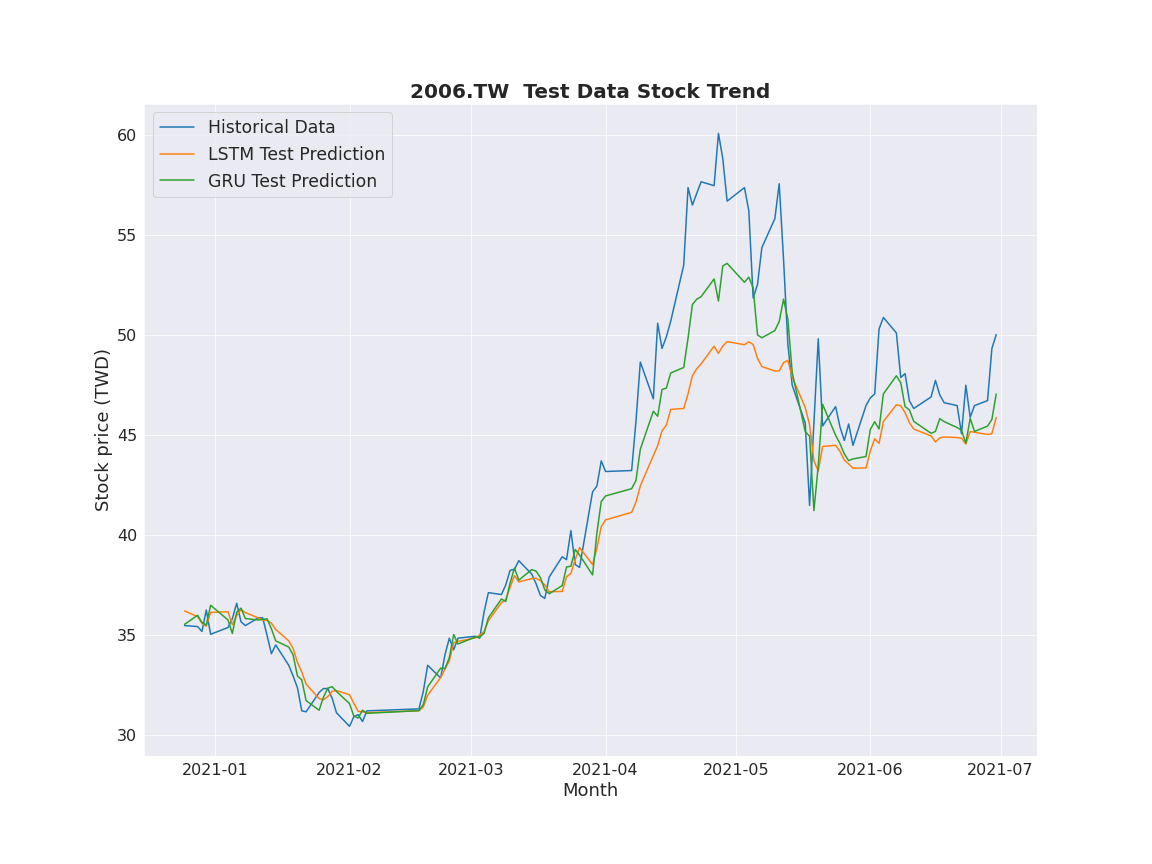 2006.TW  Test Data Stock Trend
Historical Data
LSTM Test Prediction
GRU Test Prediction
60
55
50
45
40
35
30
Stock price (TWD)
2021-01 2021-02 2021-03 2021-04 2021-05 2021-06 2021-07
Month